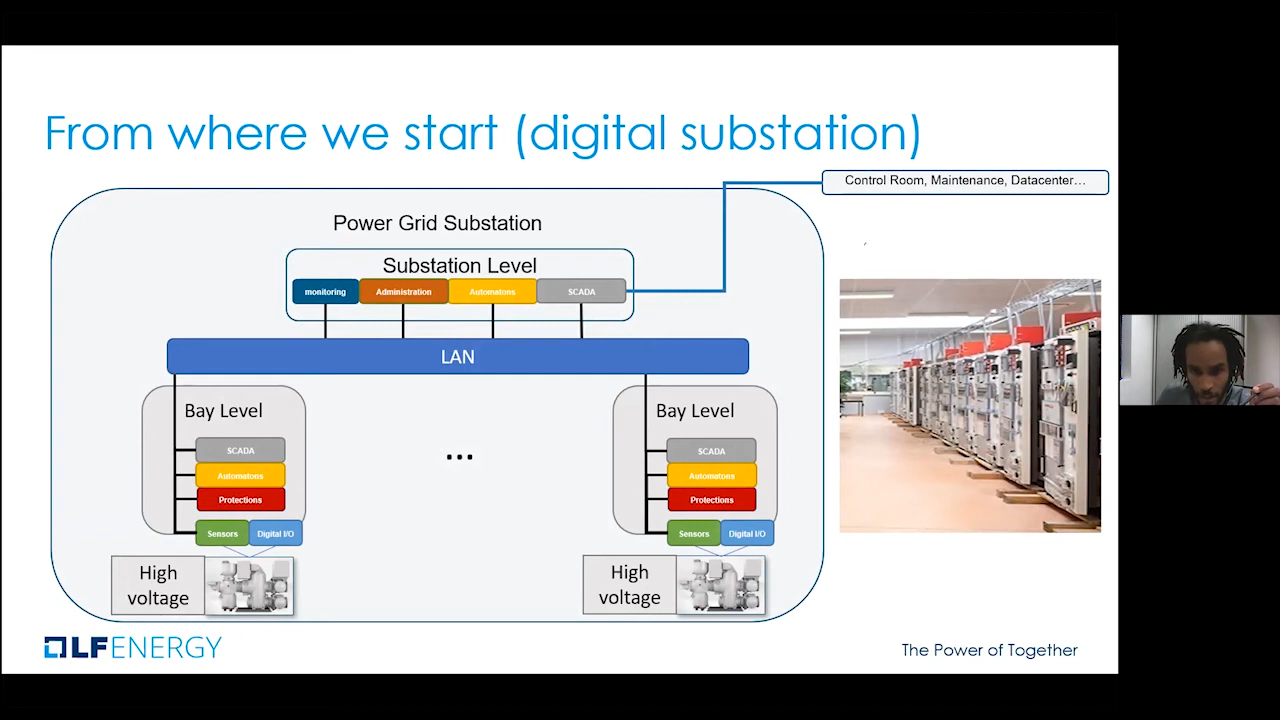 From where we start (digital substation)
Control Room, Maintenance, Datacenter…
Power Grid Substation
Substation Level
monitoring
Administration
Automatons
SCADA
LAN
Bay Level
SCADA
Automatons
Protections
Sensors
Digital I/O
High
voltage
...
Bay Level
SCADA
Automatons
Protections
Sensors
Digital I/O
High
voltage
LFENERGY
The Power of Together